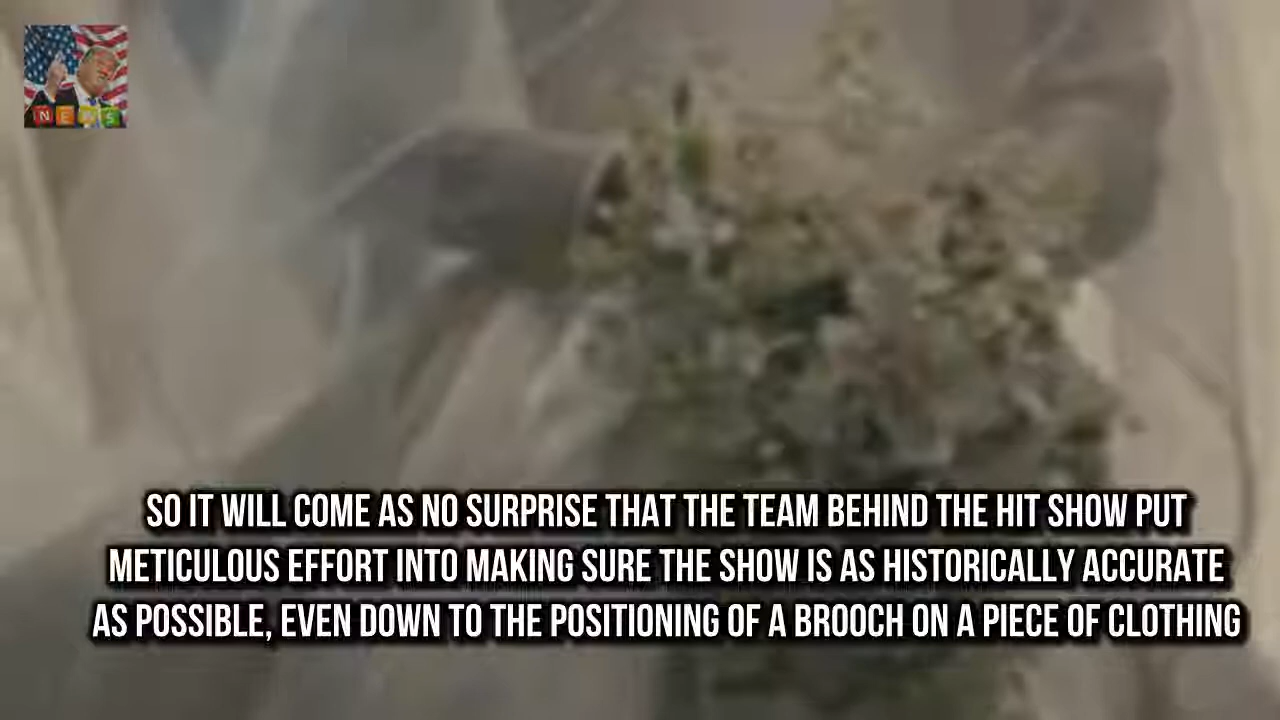 NEWS
SO IT WILL COME AS NO SURPRISE THAT THE TEAM BEHIND THE HIT SHOW PUT
METICULOUS EFFORT INTO MAKING SURE THE SHOW IS AS HISTORICALLY ACCURATE
AS POSSIBLE, EVEN DOWN TO THE POSITIONING OF A BROOCH ON A PIECE OF CLOTHING